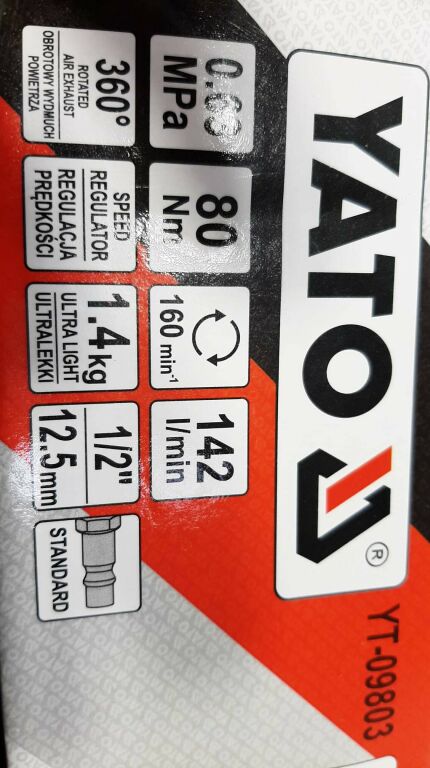 YATO
®
YT-09803
0.63
MPa
80
Nm
160 min⁻¹
142
l/min
360°
ROTATED
AIR EXHAUST
OBROTOWY WYDMUCH
POWIETRZA
SPEED
REGULATOR
REGULACJA
PRĘDKOŚCI
1.4 kg
ULTRA LIGHT
ULTRALEKKI
1/2"
12.5 mm
STANDARD